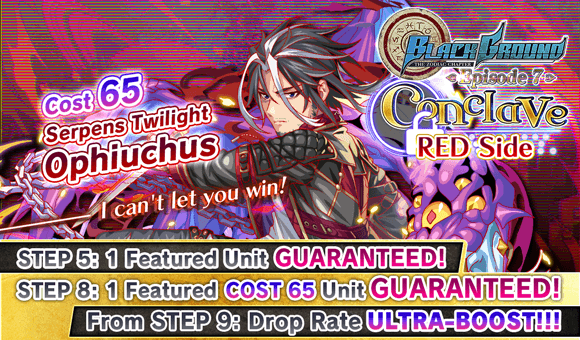 BLACKGROUND
THE ZODIAC CHAPTER
Episode 7
Conclave
RED Side
Cost 65
Serpens Twilight
Ophiuchus
I can't let you win!
STEP 5: 1 Featured Unit GUARANTEED!
STEP 8: 1 Featured COST 65 Unit GUARANTEED!
From STEP 9: Drop Rate ULTRA-BOOST!!!